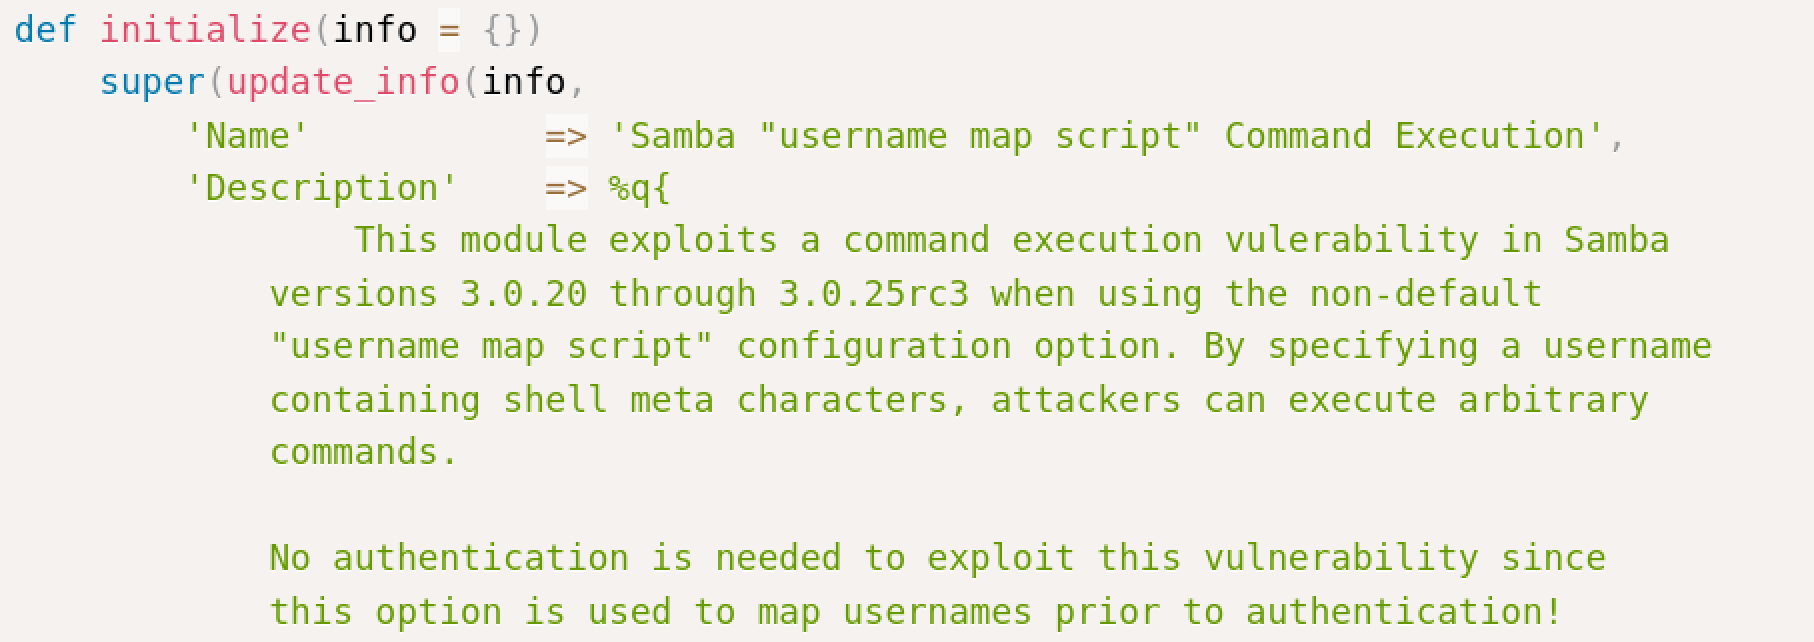 def initialize(info = {})
super(update_info(info,
'Name' => 'Samba "username map script" Command Execution',
'Description' => %q{
This module exploits a command execution vulerability in Samba
versions 3.0.20 through 3.0.25rc3 when using the non-default
"username map script" configuration option. By specifying a username
containing shell meta characters, attackers can execute arbitrary
commands.
No authentication is needed to exploit this vulnerability since
this option is used to map usernames prior to authentication!